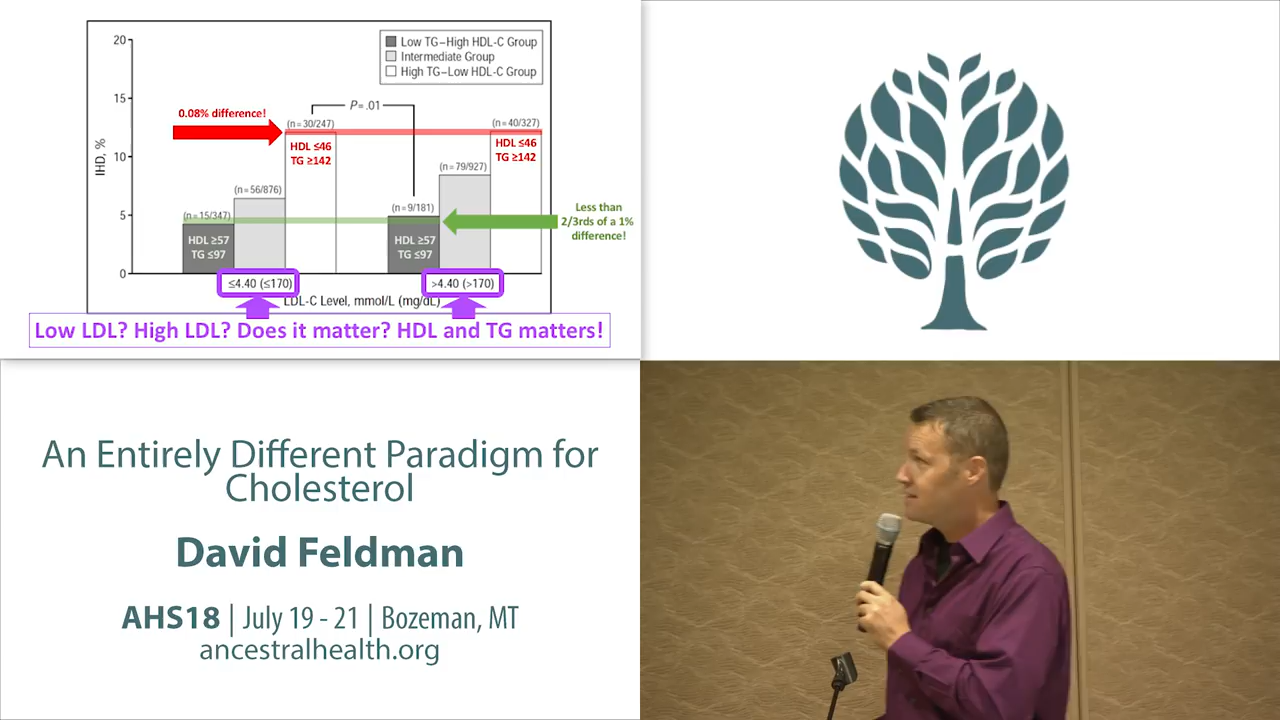 20
15
10
5
0
IHD, %
Low TG–High HDL-C Group
Intermediate Group
High TG–Low HDL-C Group
0.08% difference!
P=.01
(n=30/247)
(n=40/327)
HDL ≤46
TG ≥142
HDL ≤46
TG ≥142
(n=79/927)
(n=56/876)
(n=15/347)
(n=9/181)
HDL ≥57
TG ≤97
HDL ≥57
TG ≤97
Less than
2/3rds of a 1%
difference!
≤4.40 (≤170)
>4.40 (>170)
LDL-C Level, mmol/L (mg/dL)
Low LDL? High LDL? Does it matter? HDL and TG matters!
An Entirely Different Paradigm for
Cholesterol
David Feldman
AHS18 | July 19 - 21 | Bozeman, MT
ancestralhealth.org